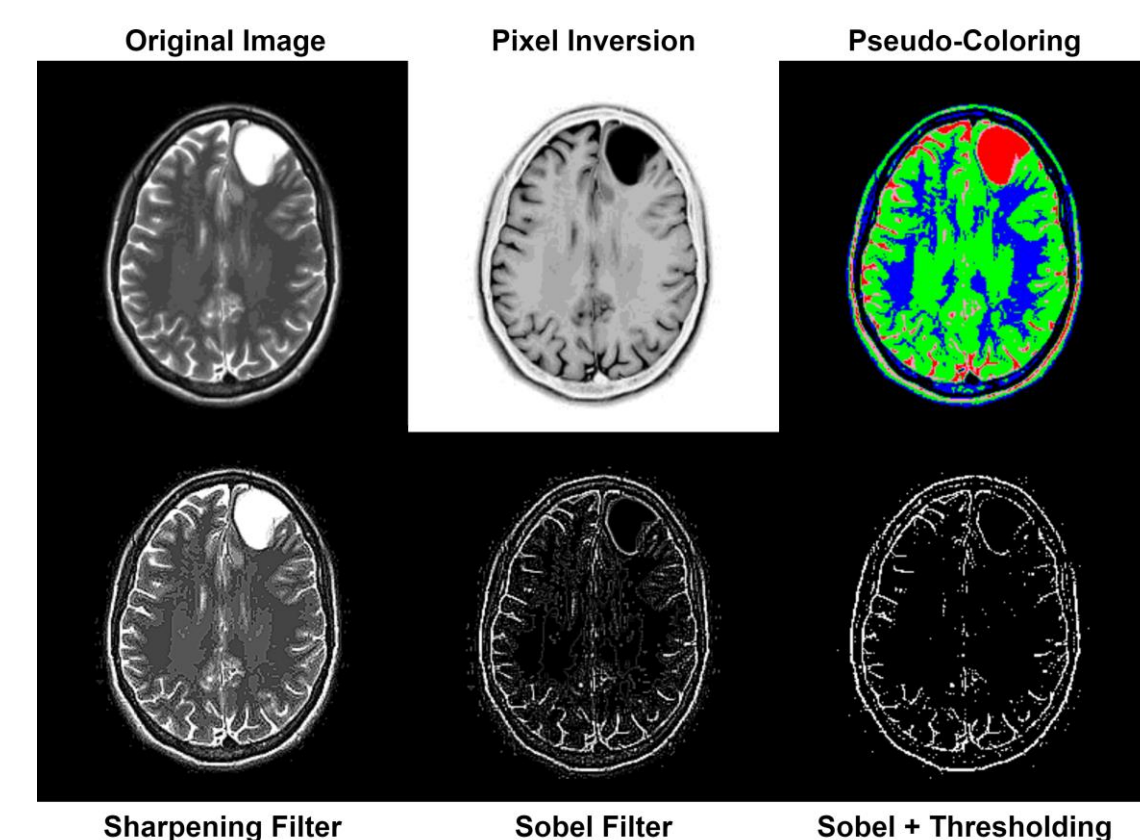 Original Image
Pixel Inversion
Pseudo-Coloring
Sharpening Filter
Sobel Filter
Sobel + Thresholding